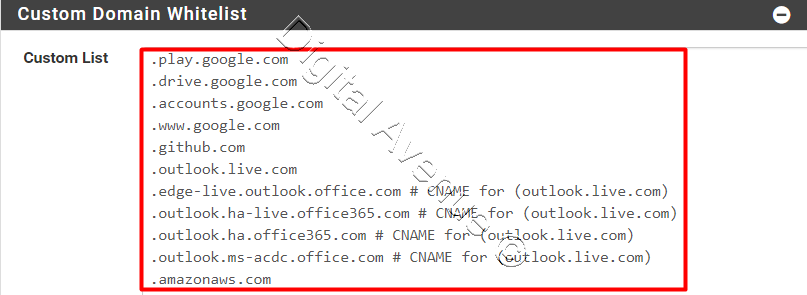 Custom Domain Whitelist
Custom List
.play.google.com
.drive.google.com
.accounts.google.com
.www.google.com
.github.com
.outlook.live.com
.edge-live.outlook.office.com # CNAME for (outlook.live.com)
.outlook.ha-live.office365.com # CNAME for (outlook.live.com)
.outlook.ha.office365.com # CNAME for (outlook.live.com)
.outlook.ms-acdc.office.com # CNAME for (outlook.live.com)
.amazonaws.com
Digital Avenue ©